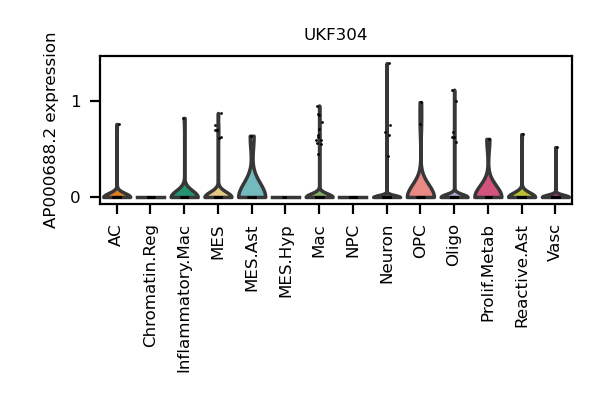 UKF304
AP000688.2 expression
1
0
AC
Chromatin.Reg
Inflammatory.Mac
MES
MES.Ast
MES.Hyp
Mac
NPC
Neuron
OPC
Oligo
Prolif.Metab
Reactive.Ast
Vasc